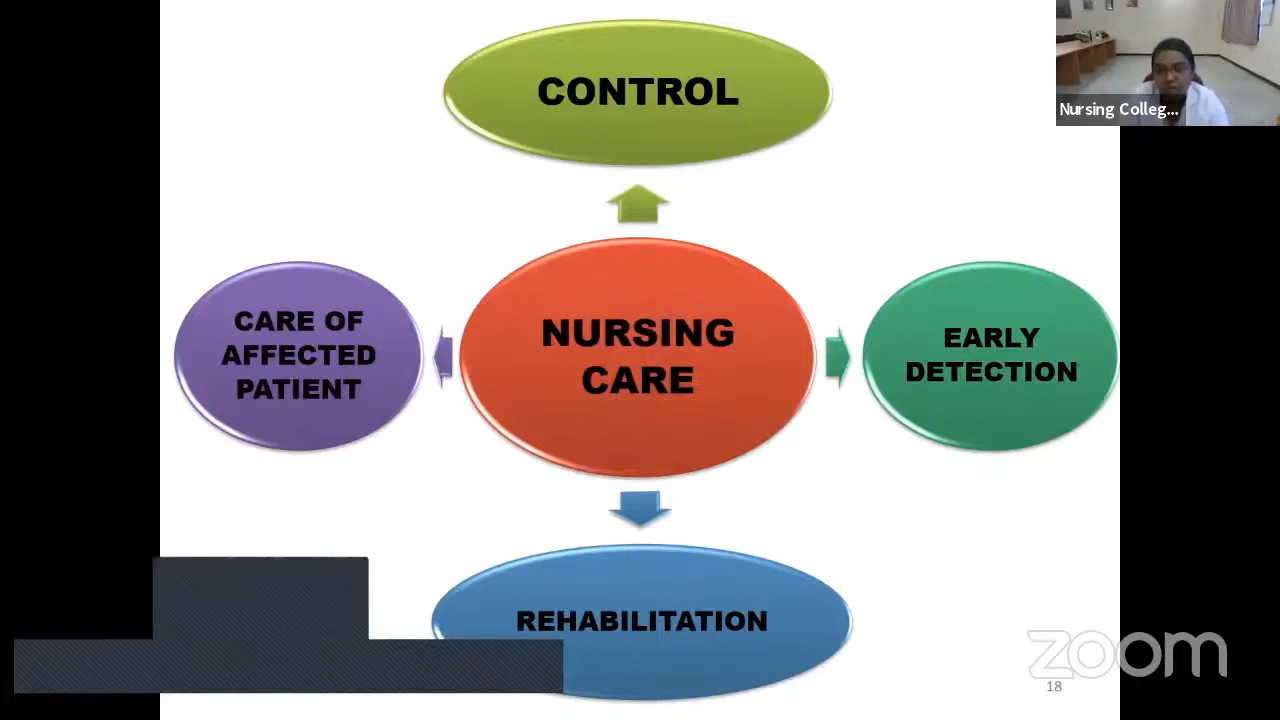 CONTROL
Nursing Colleg...
CARE OF
AFFECTED
PATIENT
NURSING
CARE
EARLY
DETECTION
REHABILITATION
zoom
18